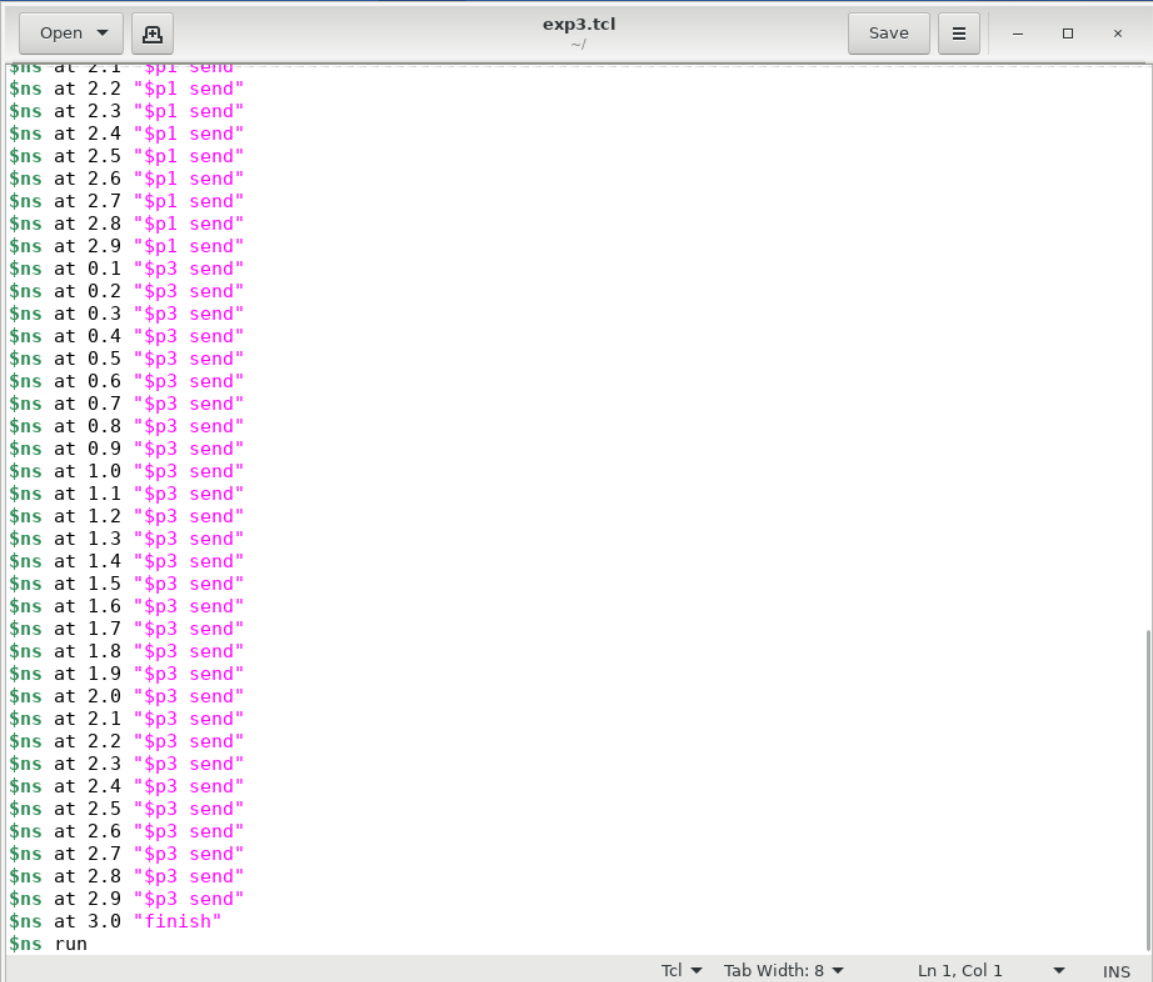 Open
exp3.tcl
~/
Save
$ns at 2.1 "$p1 send"
$ns at 2.2 "$p1 send"
$ns at 2.3 "$p1 send"
$ns at 2.4 "$p1 send"
$ns at 2.5 "$p1 send"
$ns at 2.6 "$p1 send"
$ns at 2.7 "$p1 send"
$ns at 2.8 "$p1 send"
$ns at 2.9 "$p1 send"
$ns at 0.1 "$p3 send"
$ns at 0.2 "$p3 send"
$ns at 0.3 "$p3 send"
$ns at 0.4 "$p3 send"
$ns at 0.5 "$p3 send"
$ns at 0.6 "$p3 send"
$ns at 0.7 "$p3 send"
$ns at 0.8 "$p3 send"
$ns at 0.9 "$p3 send"
$ns at 1.0 "$p3 send"
$ns at 1.1 "$p3 send"
$ns at 1.2 "$p3 send"
$ns at 1.3 "$p3 send"
$ns at 1.4 "$p3 send"
$ns at 1.5 "$p3 send"
$ns at 1.6 "$p3 send"
$ns at 1.7 "$p3 send"
$ns at 1.8 "$p3 send"
$ns at 1.9 "$p3 send"
$ns at 2.0 "$p3 send"
$ns at 2.1 "$p3 send"
$ns at 2.2 "$p3 send"
$ns at 2.3 "$p3 send"
$ns at 2.4 "$p3 send"
$ns at 2.5 "$p3 send"
$ns at 2.6 "$p3 send"
$ns at 2.7 "$p3 send"
$ns at 2.8 "$p3 send"
$ns at 2.9 "$p3 send"
$ns at 3.0 "finish"
$ns run
Tcl Tab Width: 8 Ln 1, Col 1 INS